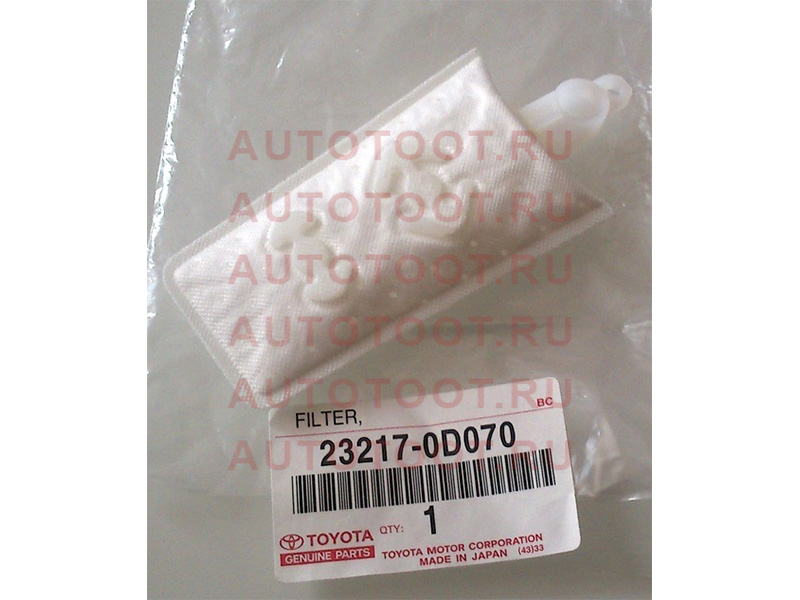 AUTOTOOT.RU
AUTOTOOT.RU
AUTOTOOT.RU
AUTOTOOT.RU
AUTOTOOT.RU
BC
FILTER,
23217-0D070
AUTOTOOT.RU
QTY: 1
TOYOTA
GENUINE PARTS
TOYOTA MOTOR CORPORATION
MADE IN JAPAN (43)33